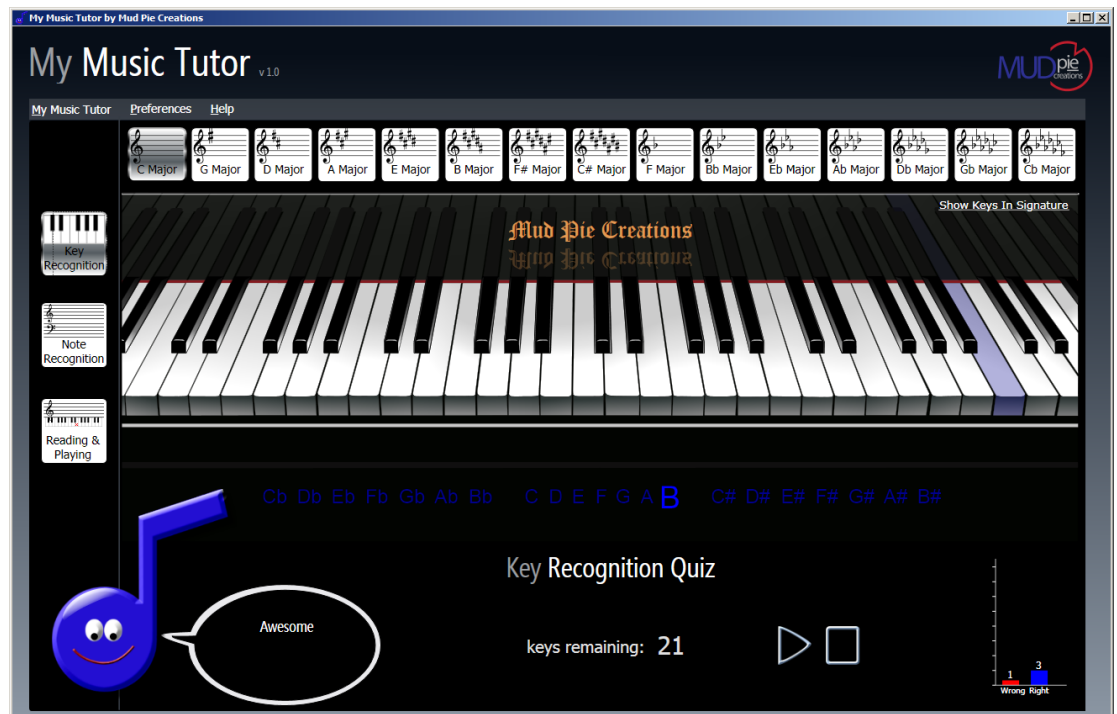 My Music Tutor by Mud Pie Creations
My Music Tutor v 1.0
MUDpie
creations
My Music Tutor Preferences Help
C Major G Major D Major A Major E Major B Major F# Major C# Major F Major Bb Major Eb Major Ab Major Db Major Gb Major Cb Major
Show Keys In Signature
Mud Pie Creations
Key
Recognition
Note
Recognition
Reading &
Playing
Cb Db Eb Fb Gb Ab Bb C D E F G A B C# D# E# F# G# A# B#
Key Recognition Quiz
Awesome
keys remaining: 21
1 3
Wrong Right